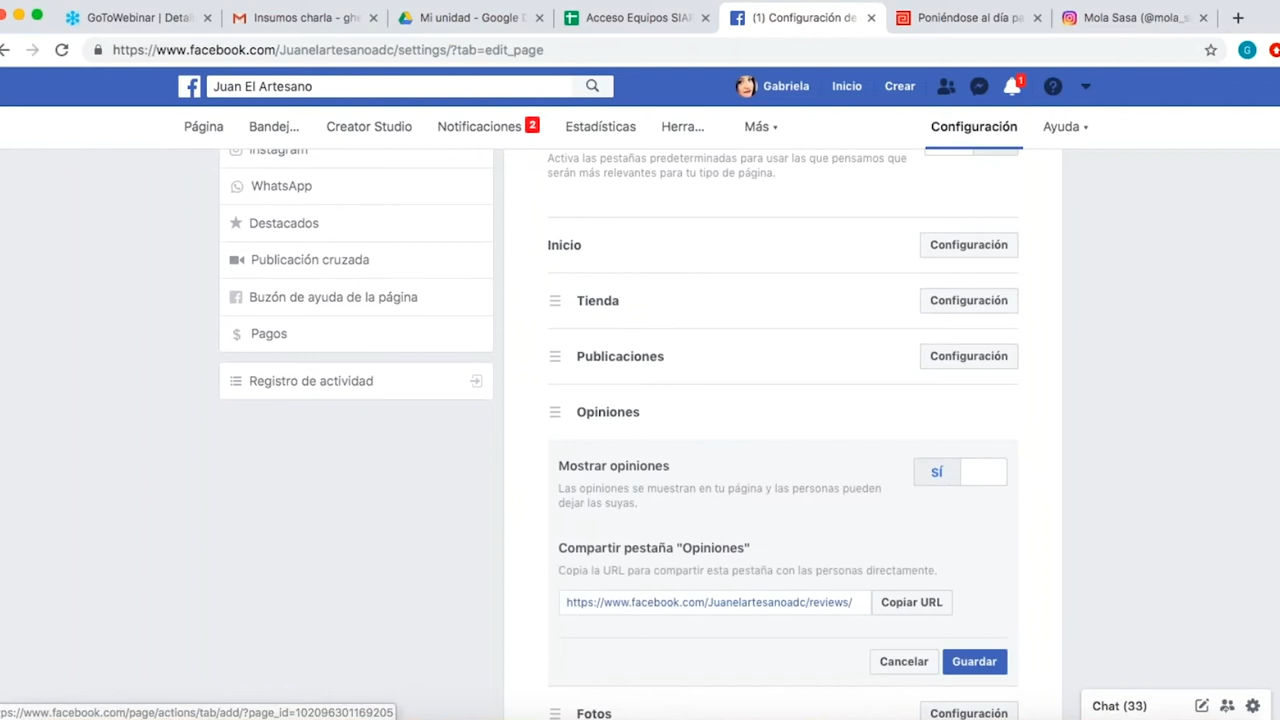 GoToWebinar | Detal
Insumos charla - ghe
Mi unidad - Google D
Acceso Equipos SIAP
(1) Configuración de
Poniéndose al día pa
Mola Sasa (@mola_s
https://www.facebook.com/Juanelartesanoadc/settings/?tab=edit_page
G
f
Juan El Artesano
Gabriela
Inicio
Crear
1
Página
Bandej...
Creator Studio
Notificaciones 2
Estadísticas
Herra...
Más
Configuración
Ayuda
Instagram
WhatsApp
Destacados
Publicación cruzada
Buzón de ayuda de la página
Pagos
Registro de actividad
Activa las pestañas predeterminadas para usar las que pensamos que
serán más relevantes para tu tipo de página.
Inicio
Configuración
Tienda
Configuración
Publicaciones
Configuración
Opiniones
Mostrar opiniones
SÍ
Las opiniones se muestran en tu página y las personas pueden
dejar las suyas.
Compartir pestaña "Opiniones"
Copia la URL para compartir esta pestaña con las personas directamente.
https://www.facebook.com/Juanelartesanoadc/reviews/
Copiar URL
Cancelar
Guardar
Fotos
Configuración
ps://www.facebook.com/page/actions/tab/add/?page_id=102096301169205
Chat (33)